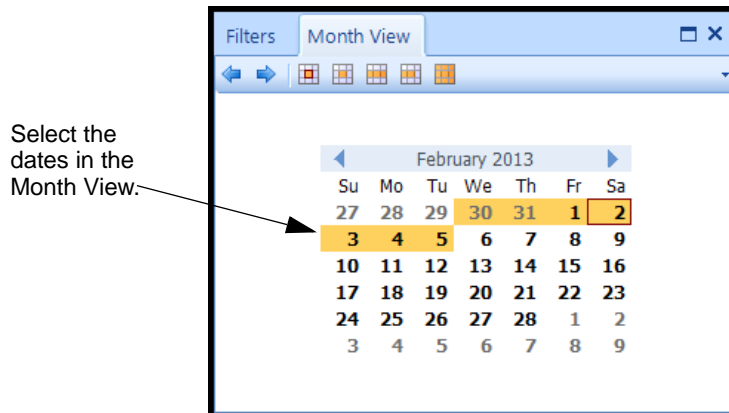 Filters Month View
Select the
dates in the
Month View.
February 2013
Su Mo Tu We Th Fr Sa
27 28 29 30 31 1 2
3 4 5 6 7 8 9
10 11 12 13 14 15 16
17 18 19 20 21 22 23
24 25 26 27 28 1 2
3 4 5 6 7 8 9